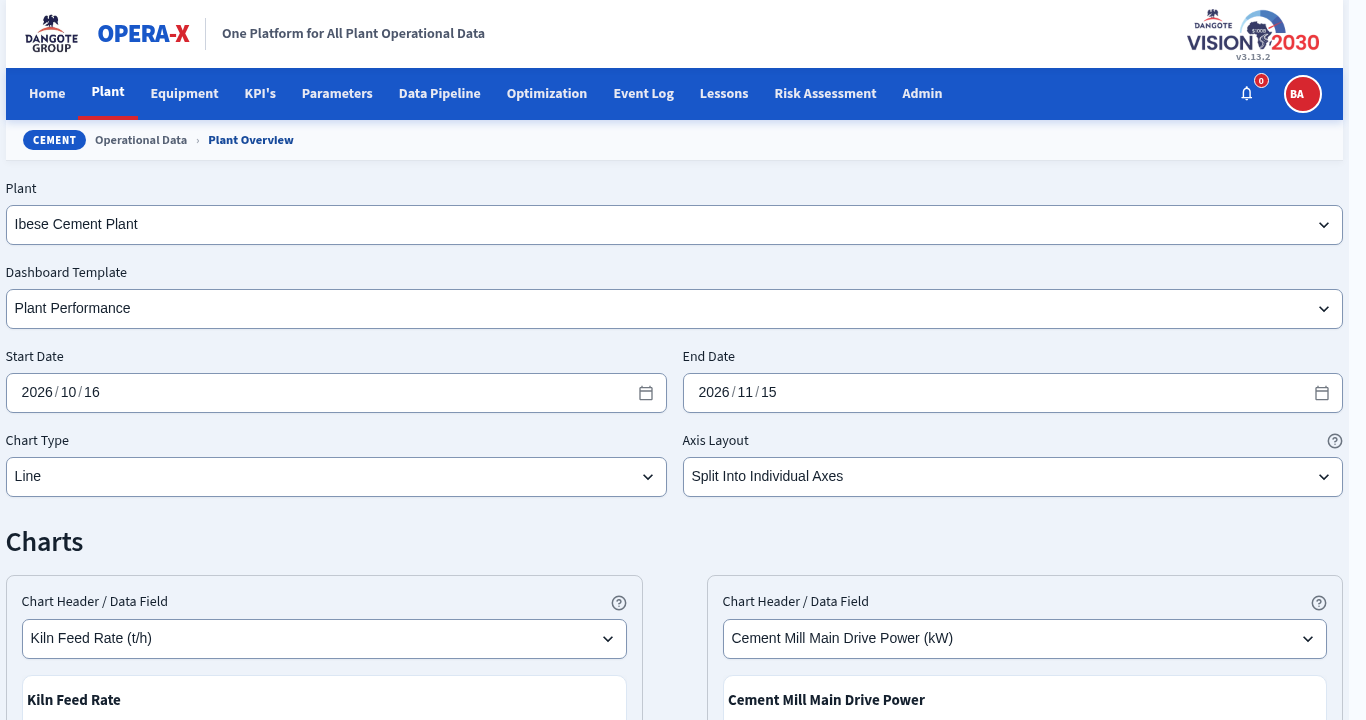 DANGOTE
GROUP
OPERA-X
One Platform for All Plant Operational Data
DANGOTE
VISION 2030
v3.13.2
Home Plant Equipment KPI's Parameters Data Pipeline Optimization Event Log Lessons Risk Assessment Admin 0 BA
CEMENT Operational Data › Plant Overview
Plant
Ibese Cement Plant
Dashboard Template
Plant Performance
Start Date End Date
2026/10/16 2026/11/15
Chart Type Axis Layout ?
Line Split Into Individual Axes
Charts
Chart Header / Data Field ? Chart Header / Data Field ?
Kiln Feed Rate (t/h) Cement Mill Main Drive Power (kW)
Kiln Feed Rate Cement Mill Main Drive Power